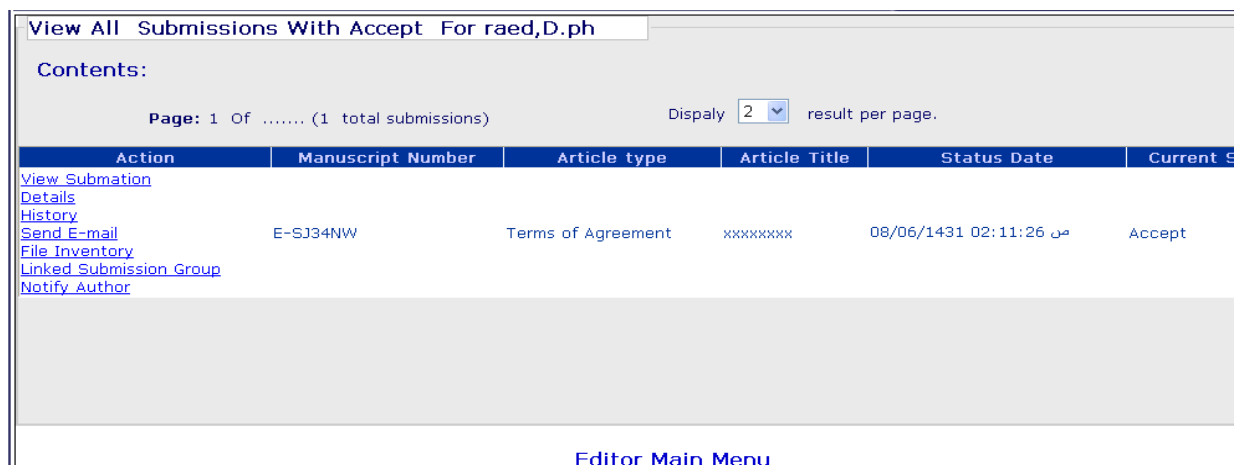 View All Submissions With Accept For raed,D.ph
Contents:
Page: 1 Of ....... (1 total submissions) Dispaly 2 result per page.
Action Manuscript Number Article type Article Title Status Date Current S
View Submation
Details
History
Send E-mail E-SJ34NW Terms of Agreement xxxxxxxx 08/06/1431 02:11:26 ص Accept
File Inventory
Linked Submission Group
Notify Author
Editor Main Menu